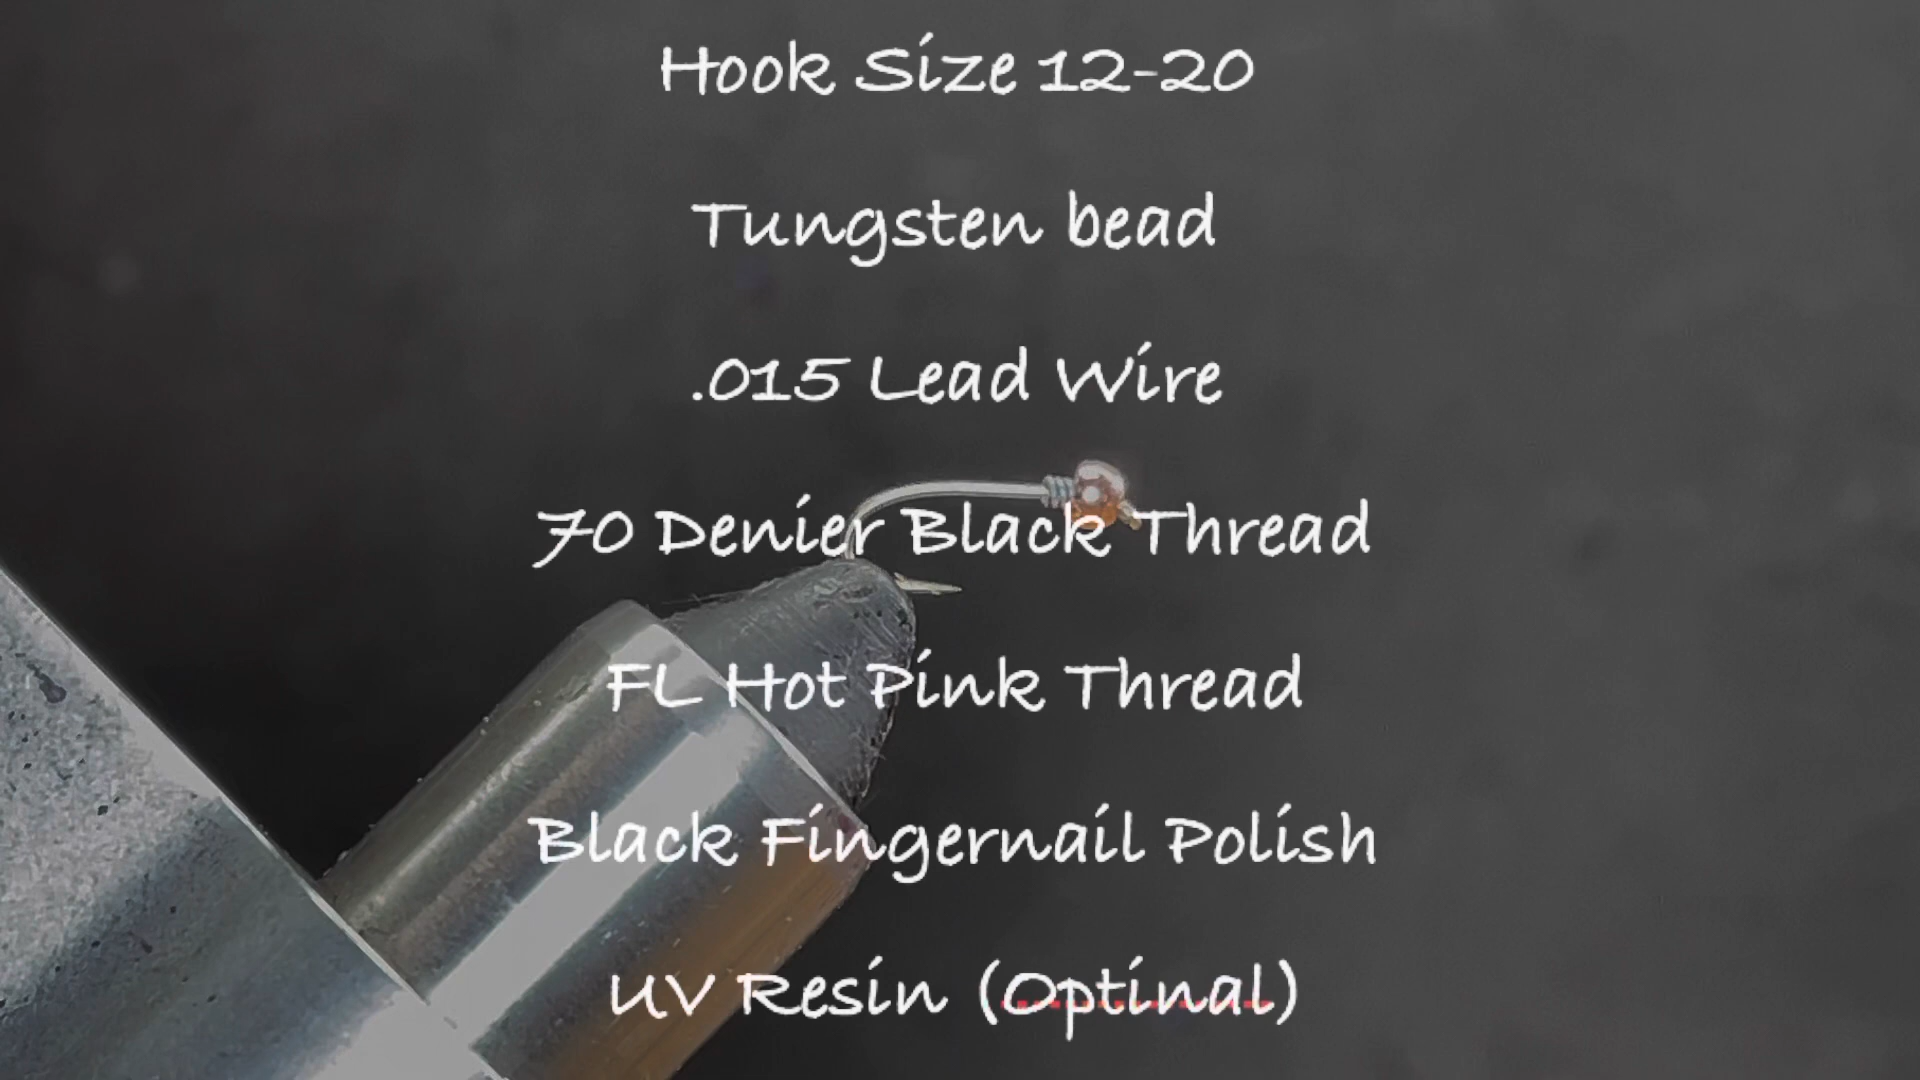 Hook Size 12-20
Tungsten bead
.015 Lead Wire
70 Denier Black Thread
FL Hot Pink Thread
Black Fingernail Polish
UV Resin (Optinal)